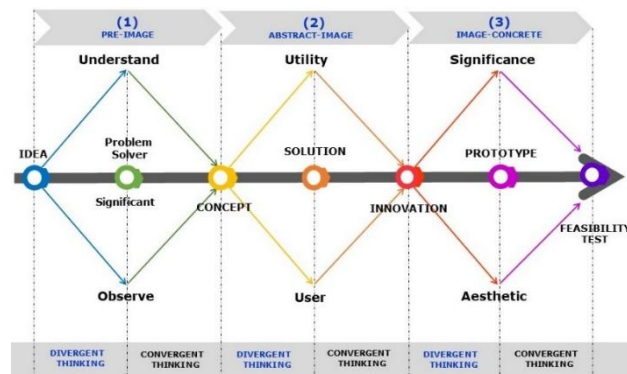 (1)
PRE-IMAGE
(2)
ABSTRACT-IMAGE
(3)
IMAGE-CONCRETE
Understand
Utility
Significance
IDEA
Problem
Solver
SOLUTION
PROTOTYPE
Significant
CONCEPT
INNOVATION
FEASIBILITY
TEST
Observe
User
Aesthetic
DIVERGENT
THINKING
CONVERGENT
THINKING
DIVERGENT
THINKING
CONVERGENT
THINKING
DIVERGENT
THINKING
CONVERGENT
THINKING